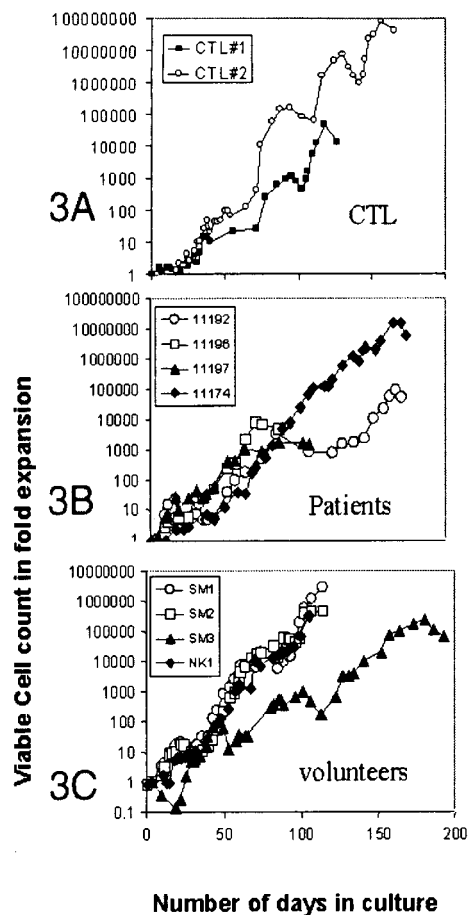 100000000
10000000
1000000
100000
10000
1000
100
10
1
CTL#1
CTL#2
3A
CTL
100000000
10000000
1000000
100000
10000
1000
100
10
1
11192
11196
11197
11174
3B
Patients
Viable Cell count in fold expansion
10000000
1000000
100000
10000
1000
100
10
1
0.1
SM1
SM2
SM3
NK1
3C
volunteers
0 50 100 150 200
Number of days in culture